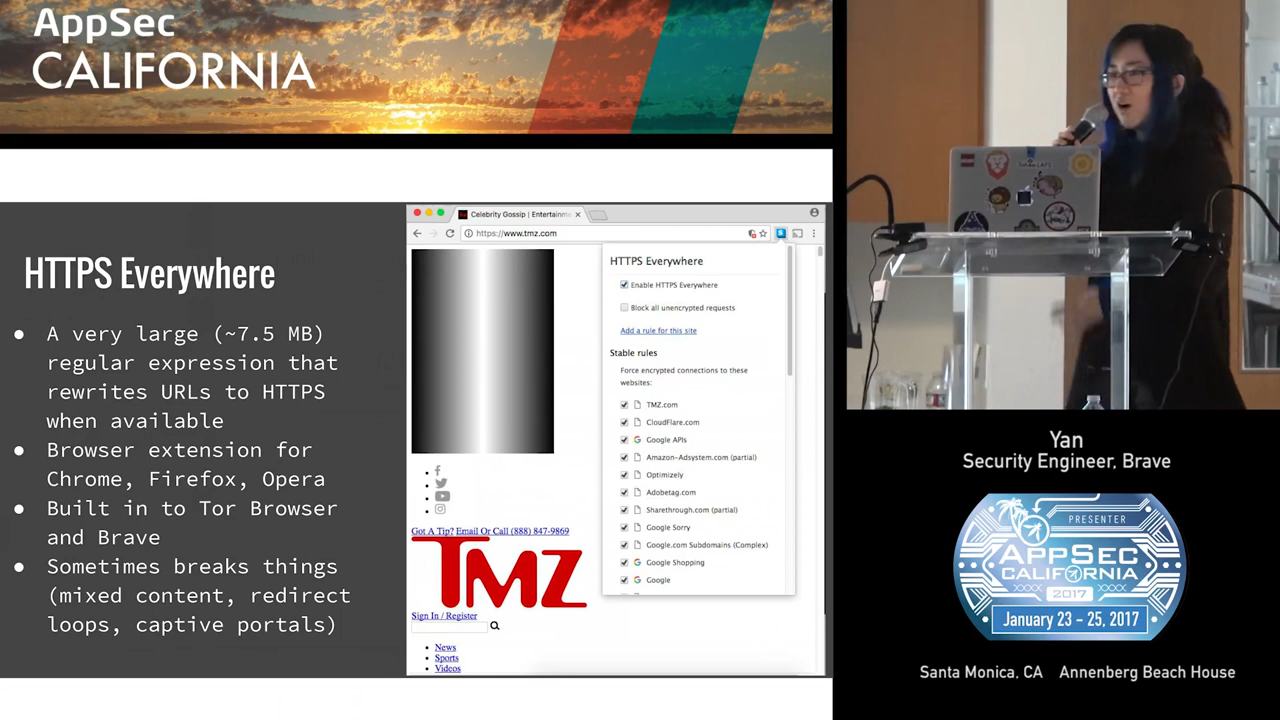 AppSec
CALIFORNIA
HTTPS Everywhere
● A very large (~7.5 MB)
regular expression that
rewrites URLs to HTTPS
when available
● Browser extension for
Chrome, Firefox, Opera
● Built in to Tor Browser
and Brave
● Sometimes breaks things
(mixed content, redirect
loops, captive portals)
Celebrity Gossip | Entertainme
https://www.tmz.com
HTTPS Everywhere
Enable HTTPS Everywhere
Block all unencrypted requests
Add a rule for this site
Stable rules
Force encrypted connections to these
websites:
TMZ.com
CloudFlare.com
Google APIs
Amazon-Adsystem.com (partial)
Optimizely
Adobetag.com
Sharethrough.com (partial)
Google Sorry
Google.com Subdomains (Complex)
Google Shopping
Google
Got A Tip? Email Or Call (888) 847-9869
TMZ
Sign In / Register
News
Sports
Videos
Yan
Security Engineer, Brave
PRESENTER
APPSEC
CALIFORNIA
2017
January 23 - 25, 2017
Santa Monica, CA Annenberg Beach House